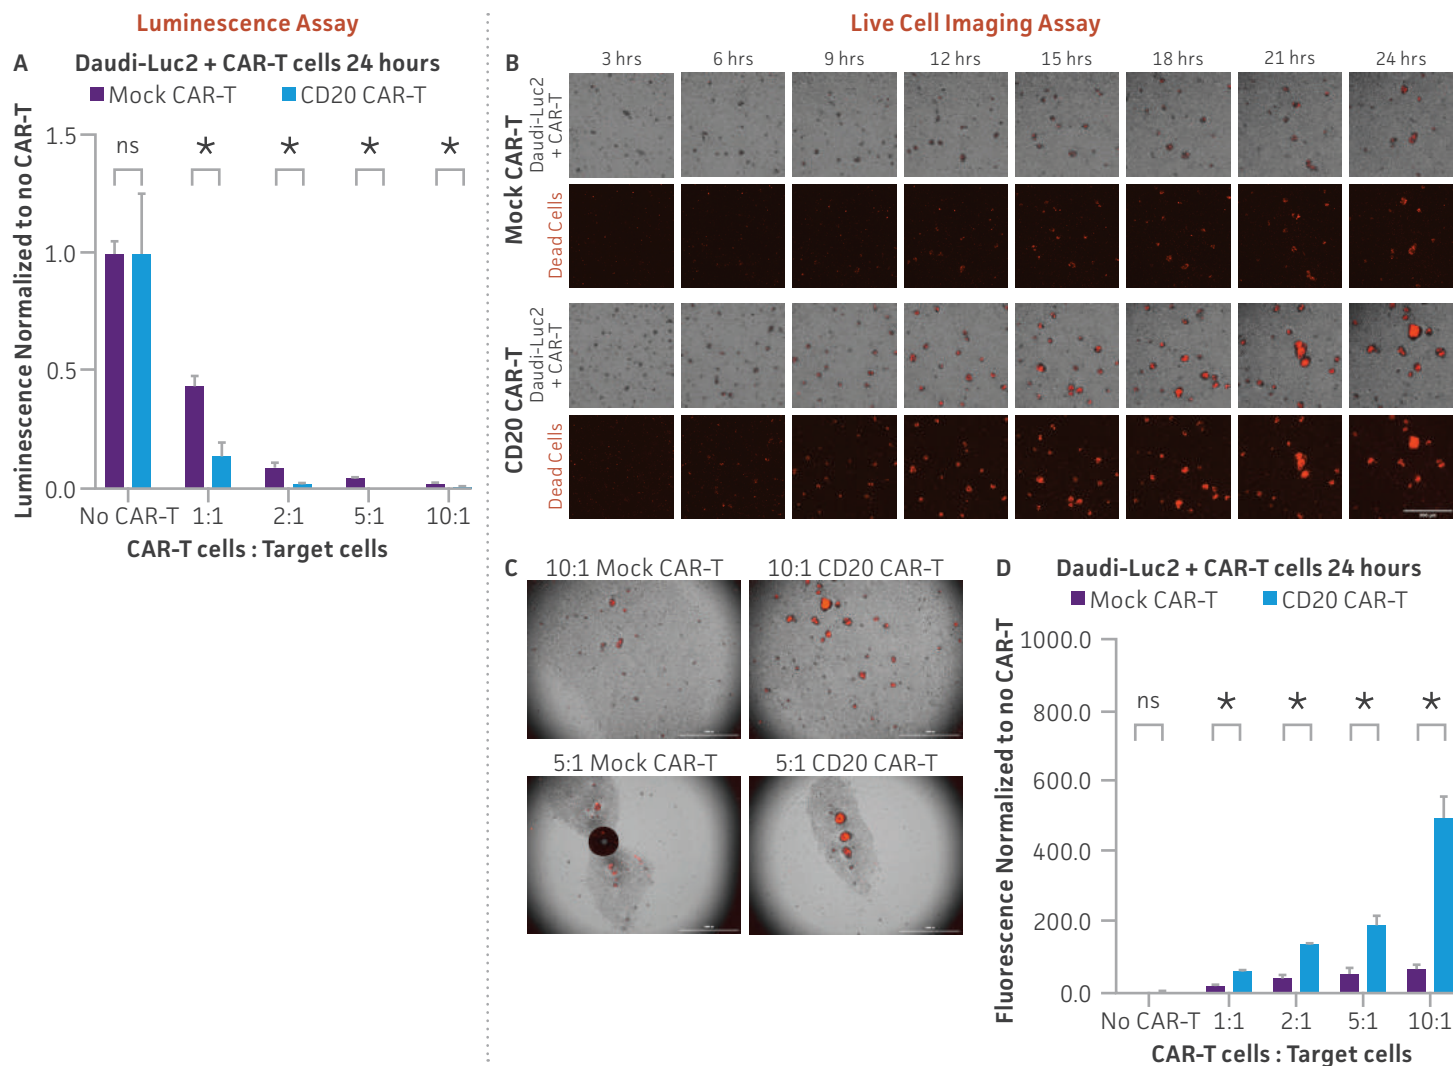 Luminescence Assay
A
Daudi-Luc2 + CAR-T cells 24 hours
Mock CAR-T
CD20 CAR-T
Luminescence Normalized to no CAR-T
1.5
1.0
0.5
0.0
ns
*
*
*
*
No CAR-T
1:1
2:1
5:1
10:1
CAR-T cells : Target cells
Live Cell Imaging Assay
B
3 hrs
6 hrs
9 hrs
12 hrs
15 hrs
18 hrs
21 hrs
24 hrs
Mock CAR-T
Daudi-Luc2
+ CAR-T
Dead Cells
CD20 CAR-T
Daudi-Luc2
+ CAR-T
Dead Cells
C
10:1 Mock CAR-T
10:1 CD20 CAR-T
5:1 Mock CAR-T
5:1 CD20 CAR-T
D
Daudi-Luc2 + CAR-T cells 24 hours
Mock CAR-T
CD20 CAR-T
Fluorescence Normalized to no CAR-T
1000.0
800.0
600.0
400.0
200.0
0.0
ns
*
*
*
*
No CAR-T
1:1
2:1
5:1
10:1
CAR-T cells : Target cells